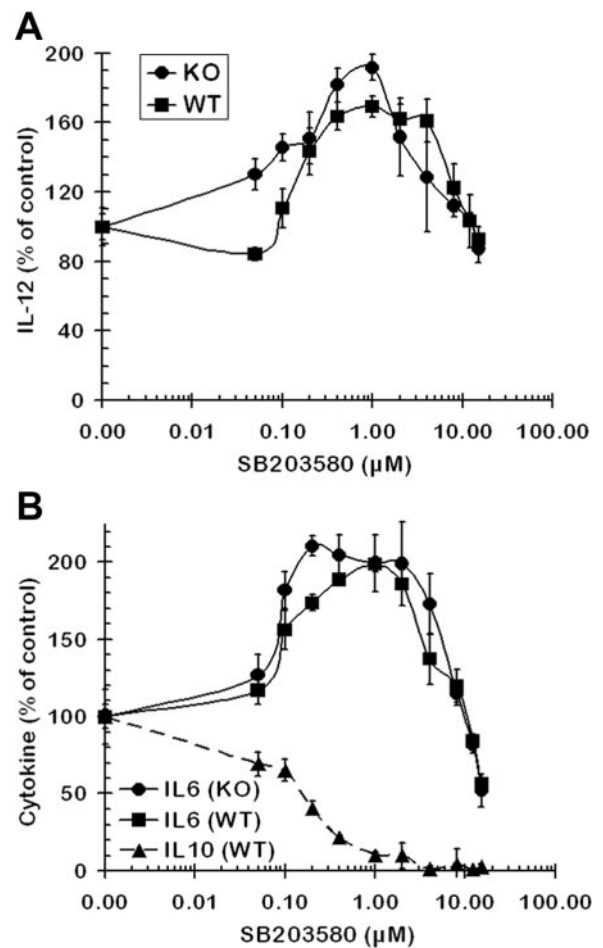 A
200
160
120
80
40
0
IL-12 (% of control)
KO
WT
0.00 0.01 0.10 1.00 10.00 100.00
SB203580 (µM)
B
200
150
100
50
0
Cytokine (% of control)
IL6 (KO)
IL6 (WT)
IL10 (WT)
0.00 0.01 0.10 1.00 10.00 100.00
SB203580 (µM)